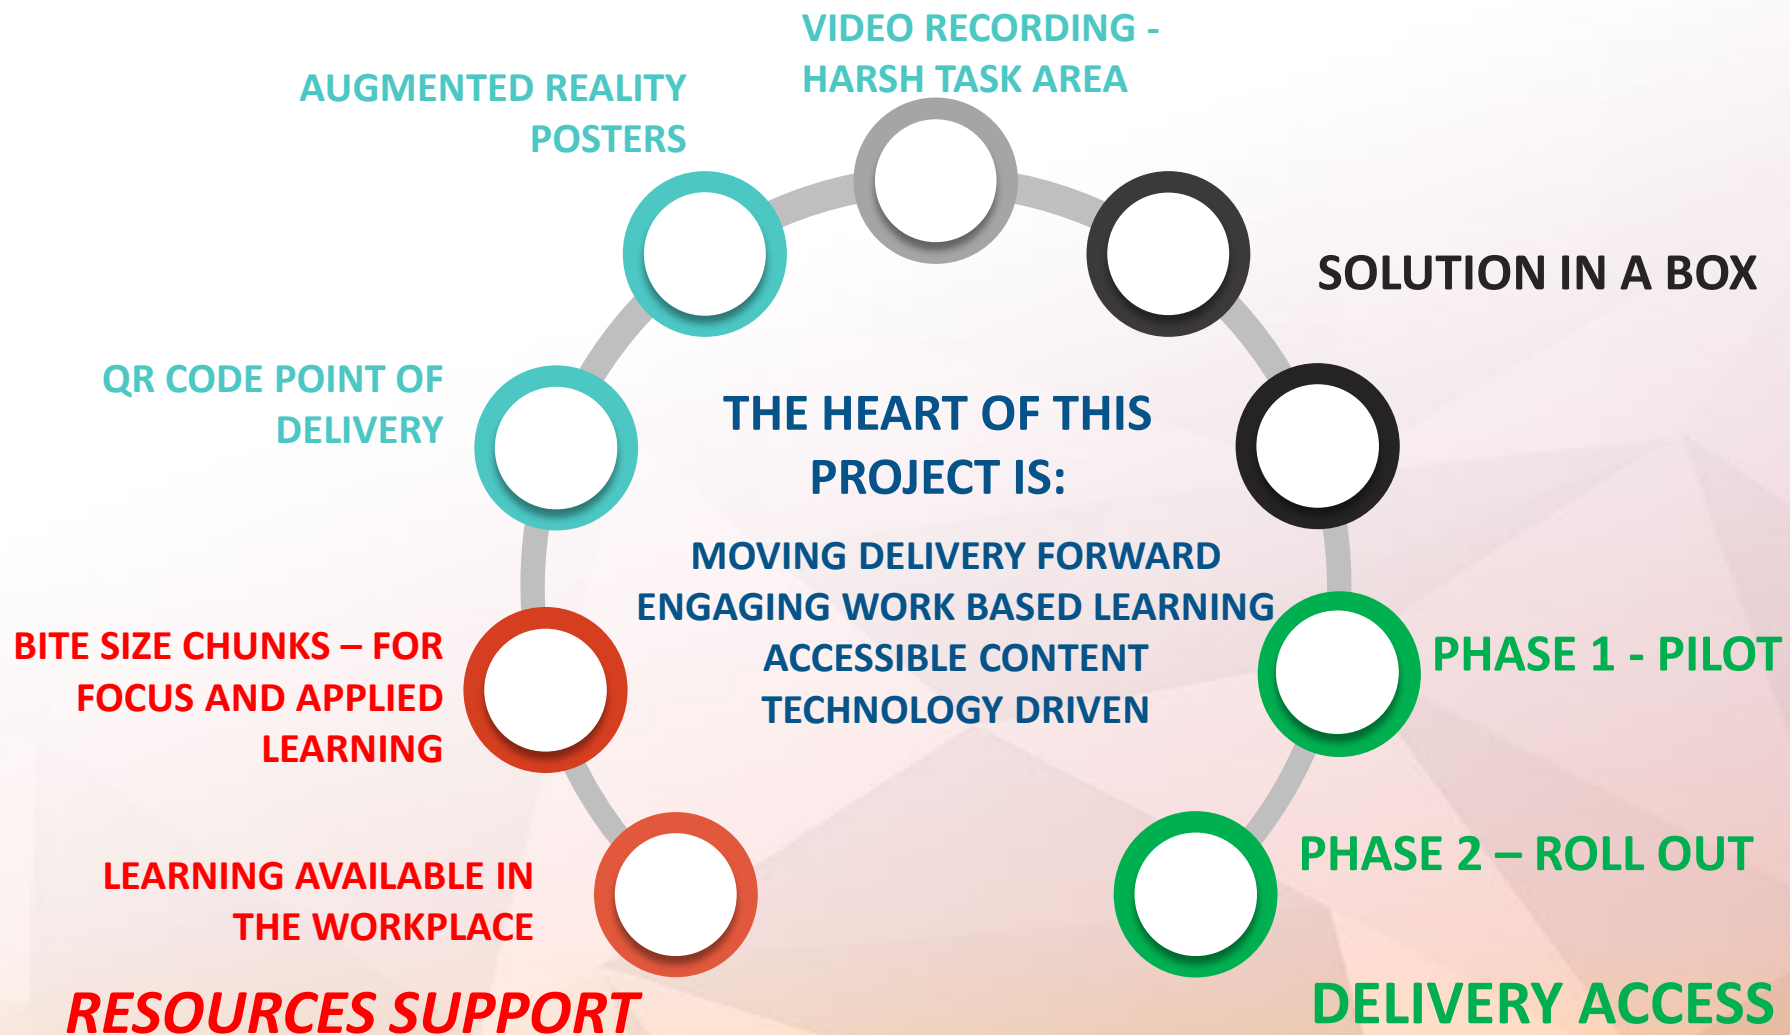 VIDEO RECORDING -
HARSH TASK AREA
AUGMENTED REALITY
POSTERS
SOLUTION IN A BOX
QR CODE POINT OF
DELIVERY
THE HEART OF THIS
PROJECT IS:
MOVING DELIVERY FORWARD
ENGAGING WORK BASED LEARNING
ACCESSIBLE CONTENT
TECHNOLOGY DRIVEN
BITE SIZE CHUNKS – FOR
FOCUS AND APPLIED
LEARNING
PHASE 1 - PILOT
LEARNING AVAILABLE IN
THE WORKPLACE
PHASE 2 – ROLL OUT
RESOURCES SUPPORT
DELIVERY ACCESS